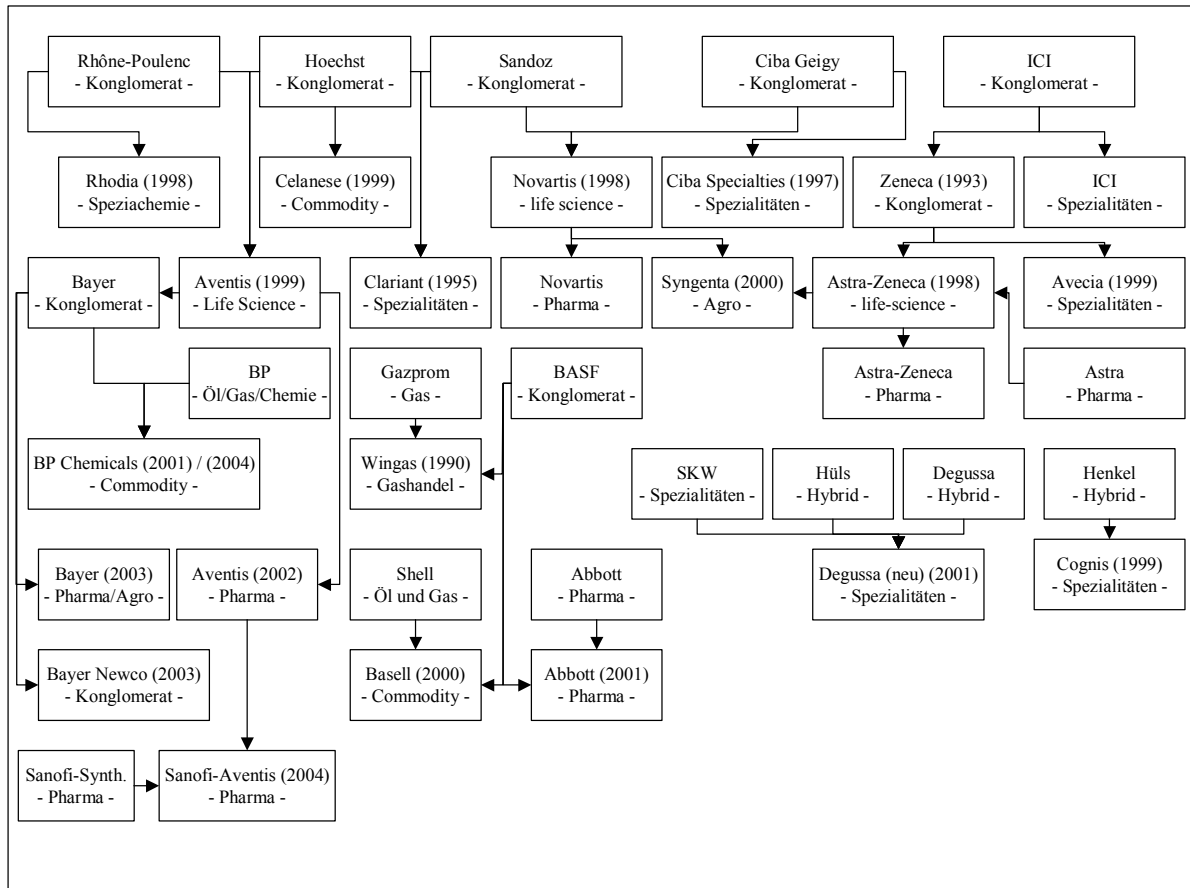 Rhône-Poulenc
- Konglomerat -
Hoechst
- Konglomerat -
Sandoz
- Konglomerat -
Ciba Geigy
- Konglomerat -
ICI
- Konglomerat -
Rhodia (1998)
- Speziachemie -
Celanese (1999)
- Commodity -
Novartis (1998)
- life science -
Ciba Specialties (1997)
- Spezialitäten -
Zeneca (1993)
- Konglomerat -
ICI
- Spezialitäten -
Bayer
- Konglomerat -
Aventis (1999)
- Life Science -
Clariant (1995)
- Spezialitäten -
Novartis
- Pharma -
Syngenta (2000)
- Agro -
Astra-Zeneca (1998)
- life-science -
Avecia (1999)
- Spezialitäten -
BP
- Öl/Gas/Chemie -
Gazprom
- Gas -
BASF
- Konglomerat -
Astra-Zeneca
- Pharma -
Astra
- Pharma -
BP Chemicals (2001) / (2004)
- Commodity -
Wingas (1990)
- Gashandel -
SKW
- Spezialitäten -
Hüls
- Hybrid -
Degussa
- Hybrid -
Henkel
- Hybrid -
Bayer (2003)
- Pharma/Agro -
Aventis (2002)
- Pharma -
Shell
- Öl und Gas -
Abbott
- Pharma -
Degussa (neu) (2001)
- Spezialitäten -
Cognis (1999)
- Spezialitäten -
Bayer Newco (2003)
- Konglomerat -
Basell (2000)
- Commodity -
Abbott (2001)
- Pharma -
Sanofi-Synth.
- Pharma -
Sanofi-Aventis (2004)
- Pharma -